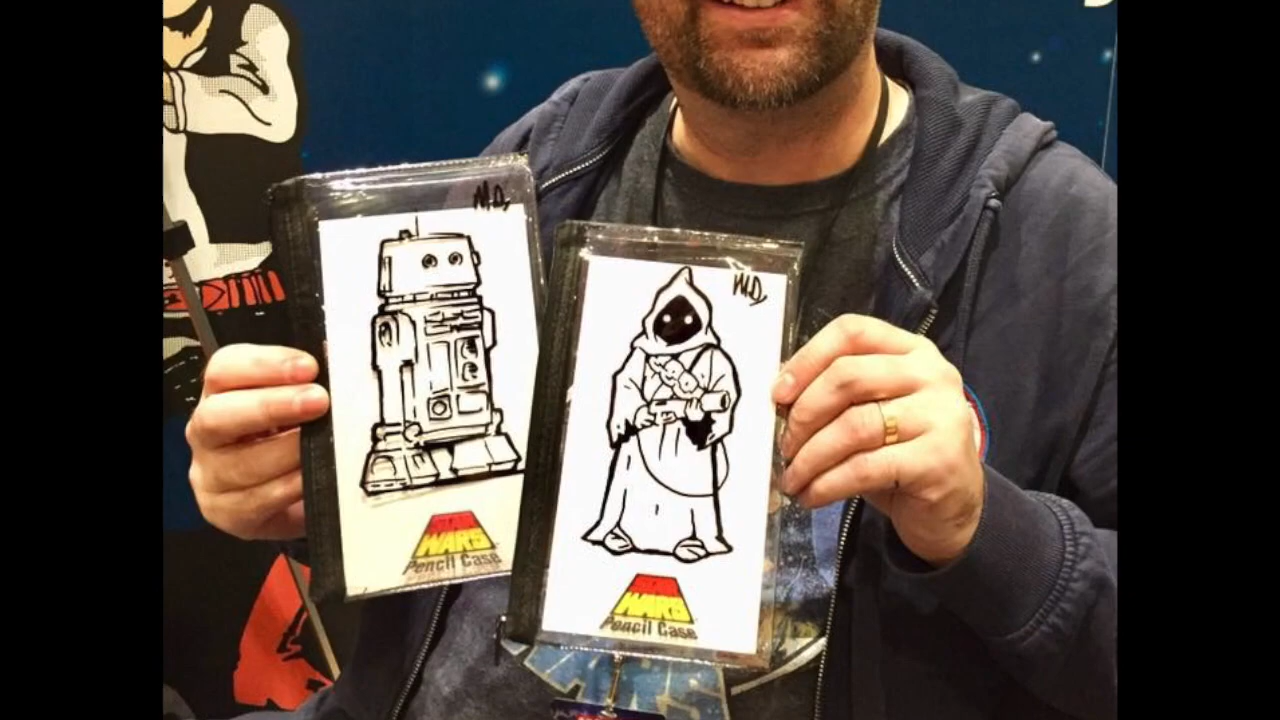 M.D.
STAR
WARS
Pencil Case
M.D.
STAR
WARS
Pencil Case